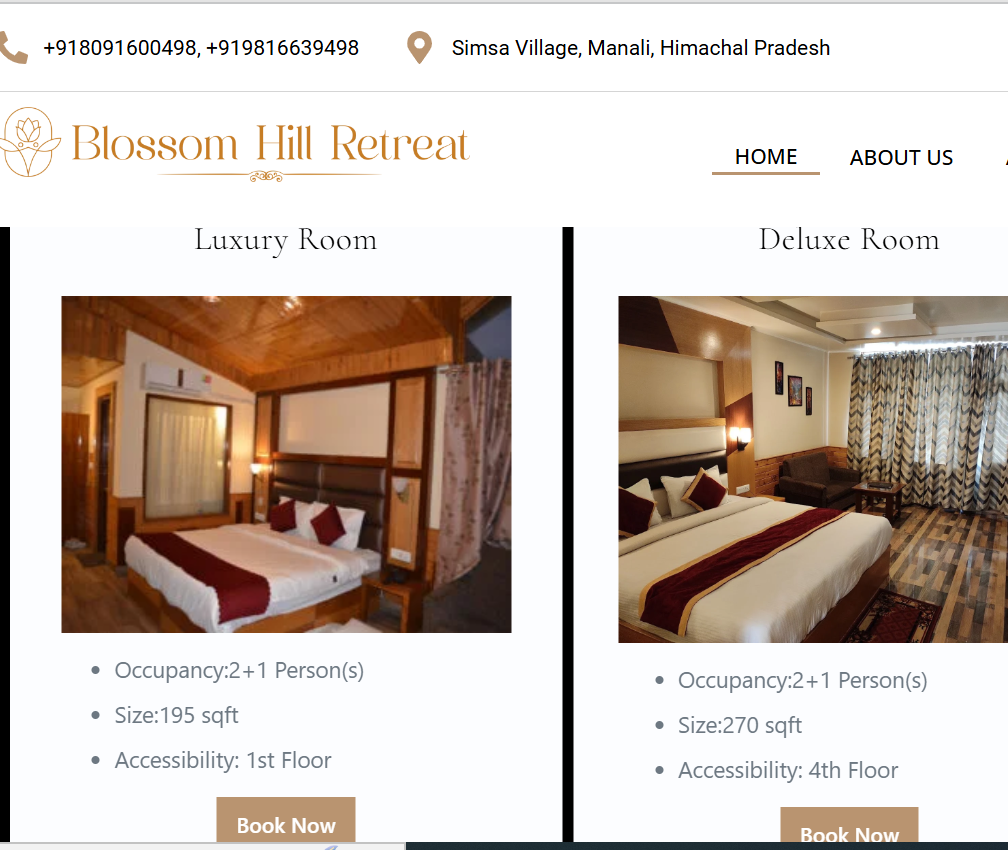 +918091600498, +919816639498
Simsa Village, Manali, Himachal Pradesh
Blossom Hill Retreat
HOME
ABOUT US
Luxury Room
Occupancy:2+1 Person(s)
Size:195 sqft
Accessibility: 1st Floor
Book Now
Deluxe Room
Occupancy:2+1 Person(s)
Size:270 sqft
Accessibility: 4th Floor
Book Now